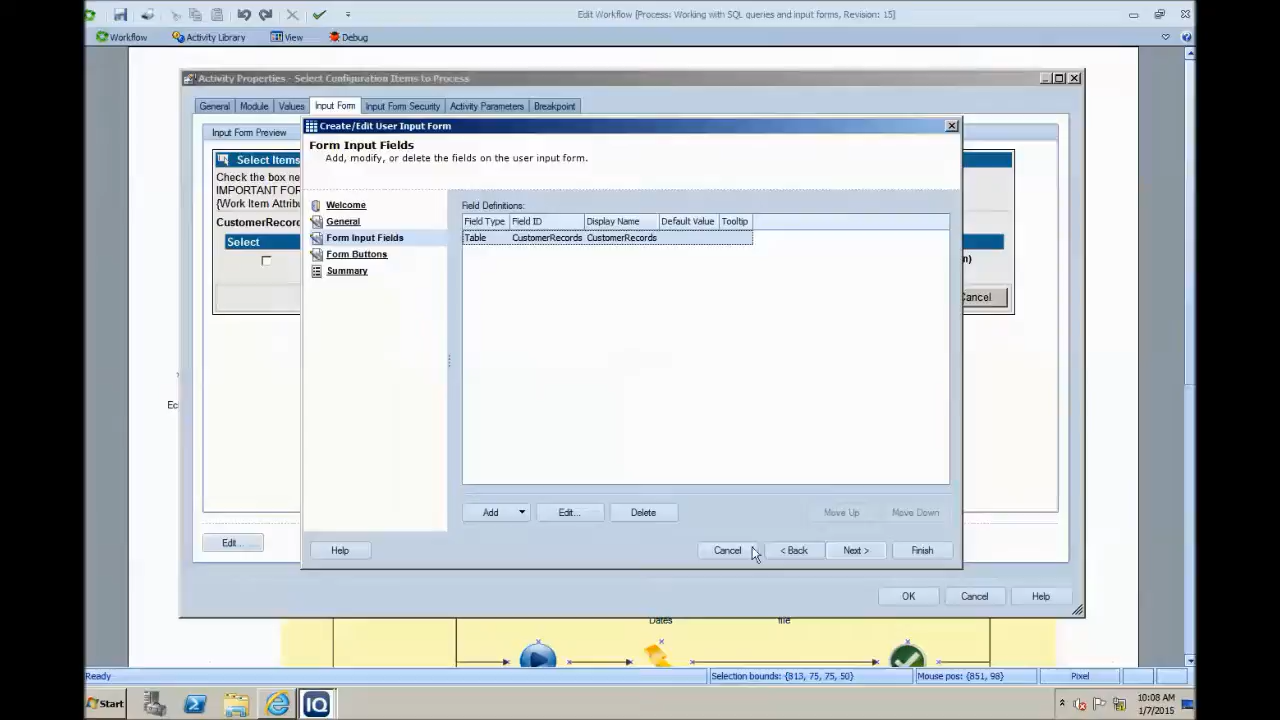 Edit Workflow [Process: Working with SQL queries and input forms, Revision: 15]
Workflow Activity Library View Debug
Activity Properties - Select Configuration Items to Process
General Module Values Input Form Input Form Security Activity Parameters Breakpoint
Input Form Preview
Create/Edit User Input Form
Form Input Fields
Add, modify, or delete the fields on the user input form.
Select Items
Check the box ne
IMPORTANT FOR
{Work Item Attribu
CustomerRecord
Select
Welcome
General
Form Input Fields
Form Buttons
Summary
Field Definitions:
Field Type Field ID Display Name Default Value Tooltip
Table CustomerRecords CustomerRecords
n)
Cancel
Ec
Add Edit... Delete Move Up Move Down
Edit...
Help Cancel < Back Next > Finish
OK Cancel Help
Dates file
Ready Selection bounds: {813, 75, 75, 50} Mouse pos: {851, 98} Pixel
Start IQ 10:08 AM
1/7/2015